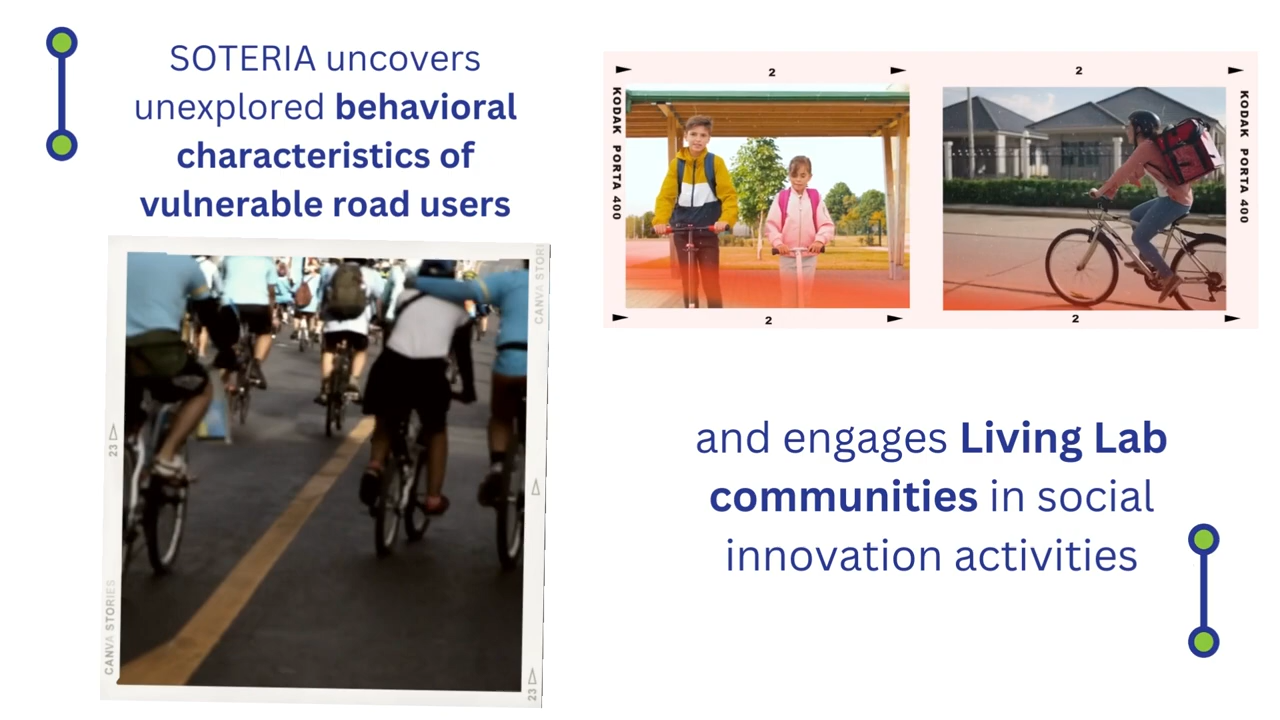 SOTERIA uncovers
unexplored behavioral
characteristics of
vulnerable road users
CANVA STORI
23
CANVA STORIES
23
2
2
KODAK PORTA 400
KODAK PORTA 400
2
2
and engages Living Lab
communities in social
innovation activities